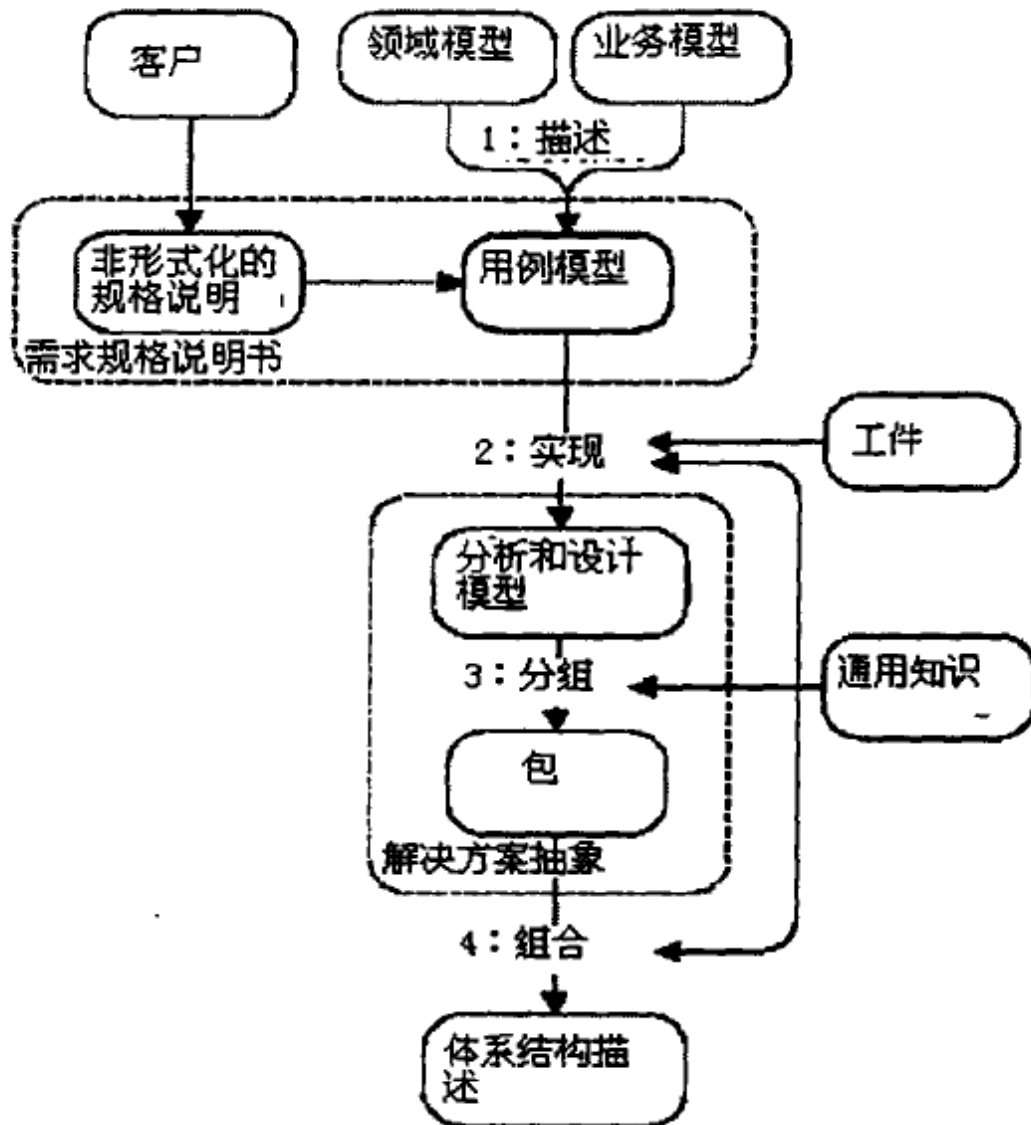 客户
领域模型
业务模型
1：描述
非形式化的
规格说明
用例模型
需求规格说明书
2：实现
工件
分析和设计
模型
3：分组
通用知识
包
解决方案抽象
4：组合
体系结构描
述